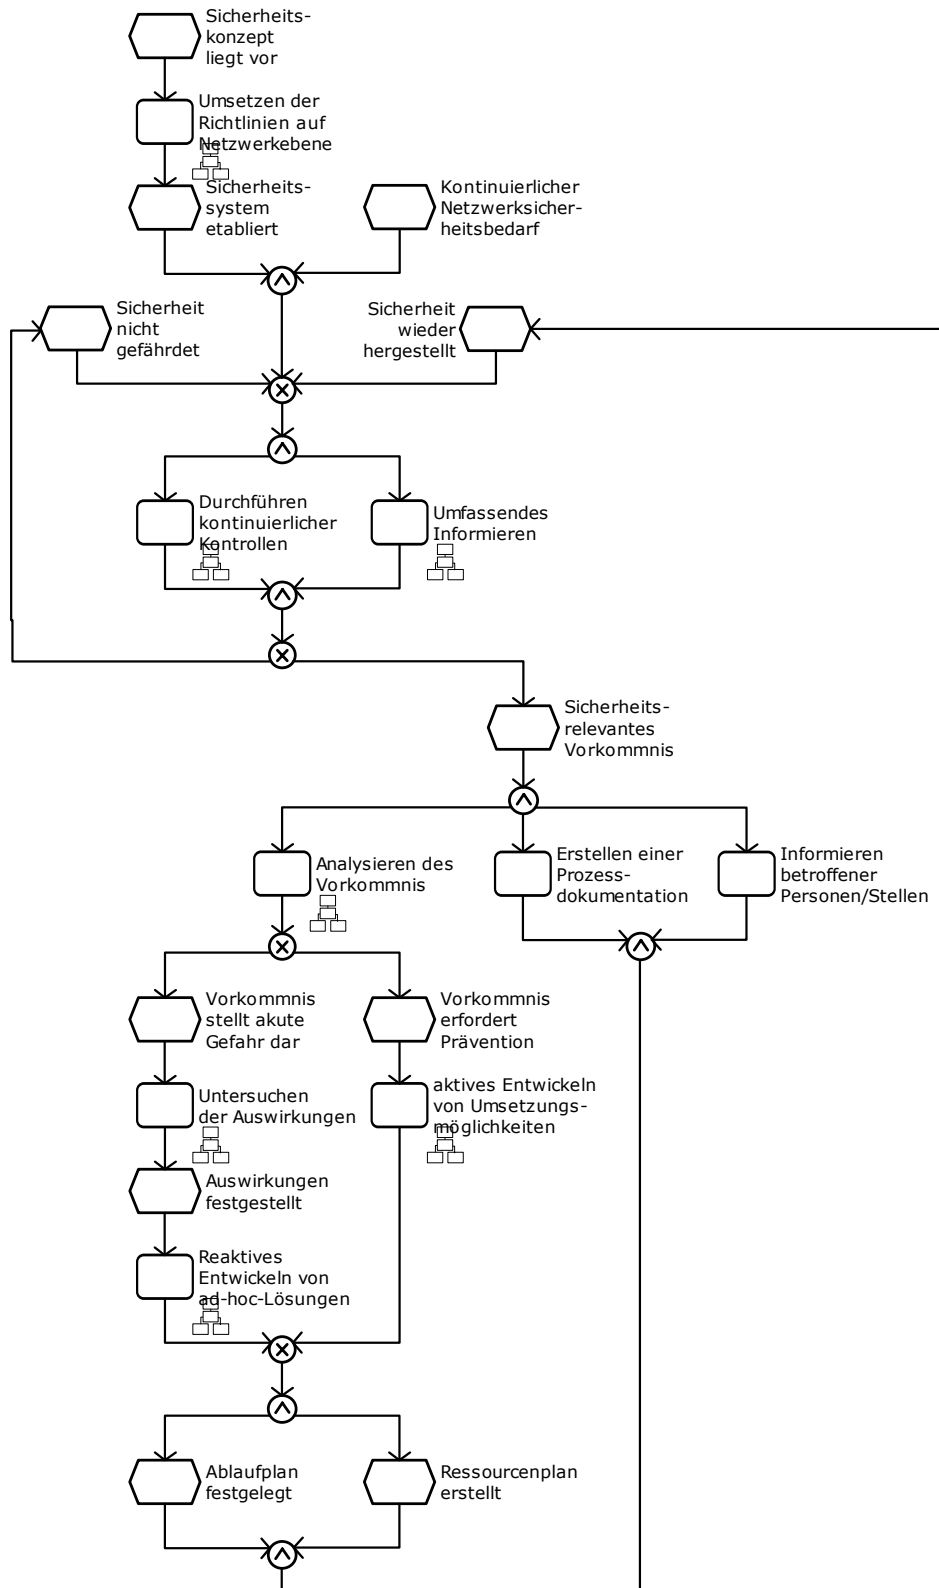 Sicherheits-
konzept
liegt vor
Umsetzen der
Richtlinien auf
Netzwerkebene
Sicherheits-
system
etabliert
Kontinuierlicher
Netzwerksicher-
heitsbedarf
Sicherheit
nicht
gefährdet
Sicherheit
wieder
hergestellt
Durchführen
kontinuierlicher
Kontrollen
Umfassendes
Informieren
Sicherheits-
relevantes
Vorkommnis
Analysieren des
Vorkommnis
Erstellen einer
Prozess-
dokumentation
Informieren
betroffener
Personen/Stellen
Vorkommnis
stellt akute
Gefahr dar
Vorkommnis
erfordert
Prävention
Untersuchen
der Auswirkungen
aktives Entwickeln
von Umsetzungs-
möglichkeiten
Auswirkungen
festgestellt
Reaktives
Entwickeln von
ad-hoc-Lösungen
Ablaufplan
festgelegt
Ressourcenplan
erstellt